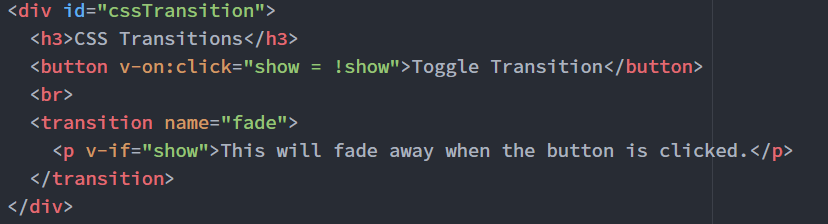 <div id="cssTransition">
  <h3>CSS Transitions</h3>
  <button v-on:click="show = !show">Toggle Transition</button>
  <br>
  <transition name="fade">
    <p v-if="show">This will fade away when the button is clicked.</p>
  </transition>
</div>